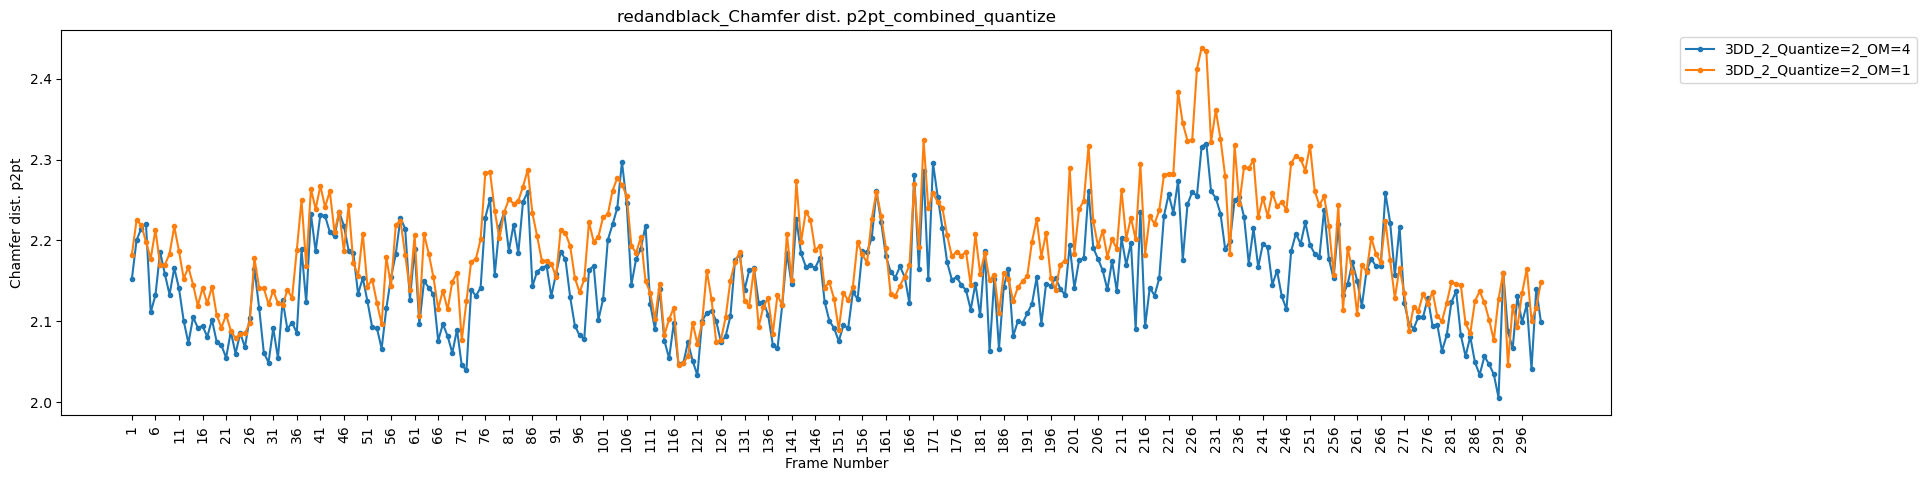 redandblack_Chamfer dist. p2pt_combined_quantize
3DD_2_Quantize=2_OM=4
3DD_2_Quantize=2_OM=1
Chamfer dist. p2pt
2.4
2.3
2.2
2.1
2.0
1 6 11 16 21 26 31 36 41 46 51 56 61 66 71 76 81 86 91 96 101 106 111 116 121 126 131 136 141 146 151 156 161 166 171 176 181 186 191 196 201 206 211 216 221 226 231 236 241 246 251 256 261 266 271 276 281 286 291 296
Frame Number